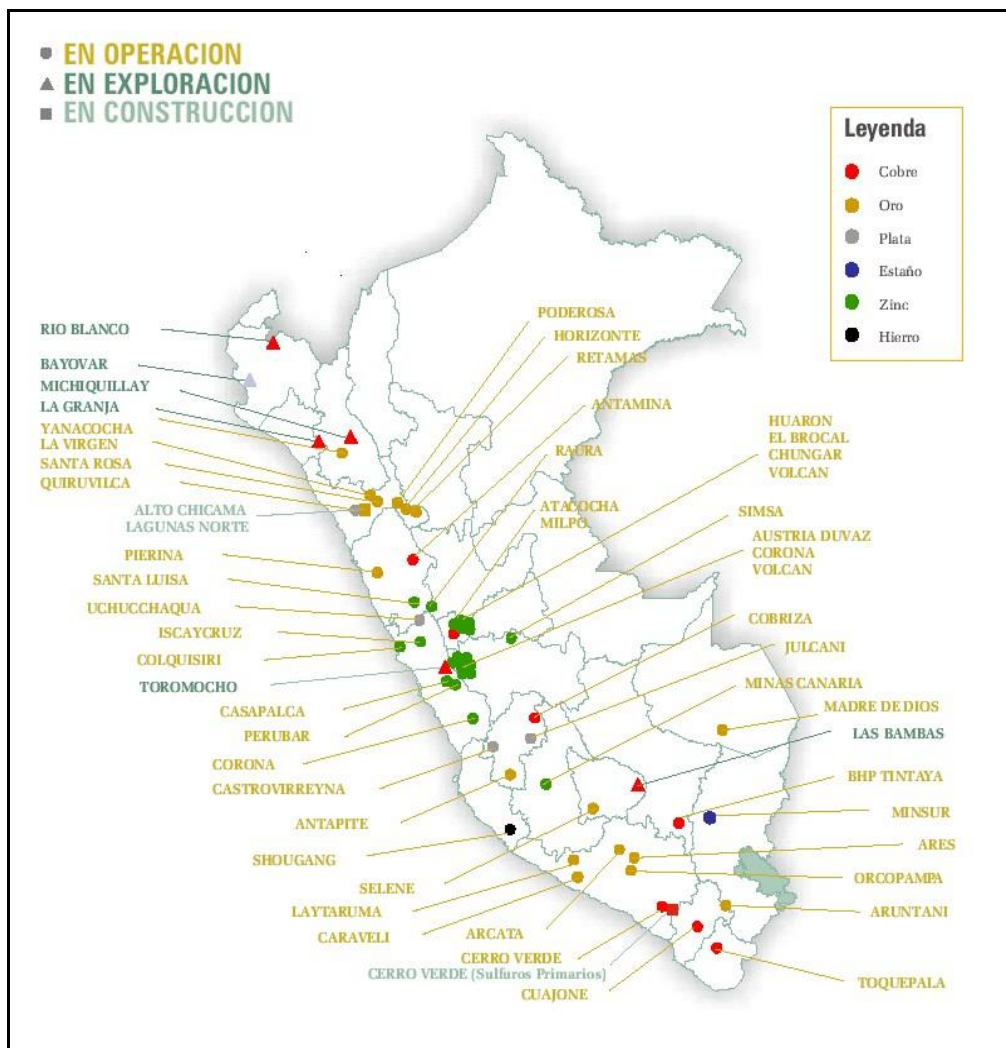 EN OPERACION
EN EXPLORACION
EN CONSTRUCCION
Leyenda
Cobre
Oro
Plata
Estaño
Zinc
Hierro
RIO BLANCO
BAYOVAR
MICHIQUILLAY
LA GRANJA
YANACOCHA
LA VIRGEN
SANTA ROSA
QUIRUVILCA
ALTO CHICAMA
LAGUNAS NORTE
PIERINA
SANTA LUISA
UCHUCCHAQUA
ISCAYCRUZ
COLQUISIRI
TOROMOCHO
CASAPALCA
PERUBAR
CORONA
CASTROVIRREYNA
ANTAPITE
SHOUGANG
SELENE
LAYTARUMA
CARAVELI
ARCATA
CERRO VERDE
CERRO VERDE (Sulfuros Primarios)
CUAJONE
PODEROSA
HORIZONTE
RETAMAS
ANTAMINA
RAURA
ATACOCHA
MILPO
HUARON
EL BROCAL
CHUNGAR
VOLCAN
SIMSA
AUSTRIA DUVAZ
CORONA
VOLCAN
COBRIZA
JULCANI
MINAS CANARIA
MADRE DE DIOS
LAS BAMBAS
BHP TINTAYA
MINSUR
ARES
ORCOPAMPA
ARUNTANI
TOQUEPALA